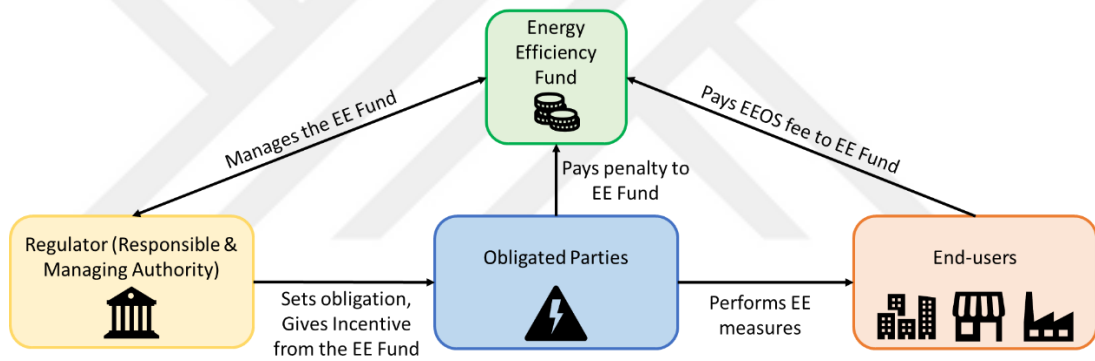 Energy
Efficiency
Fund
Manages the EE Fund
Pays EEOS fee to EE Fund
Pays penalty to
EE Fund
Regulator (Responsible &
Managing Authority)
Obligated Parties
End-users
Sets obligation,
Gives Incentive
from the EE Fund
Performs EE
measures